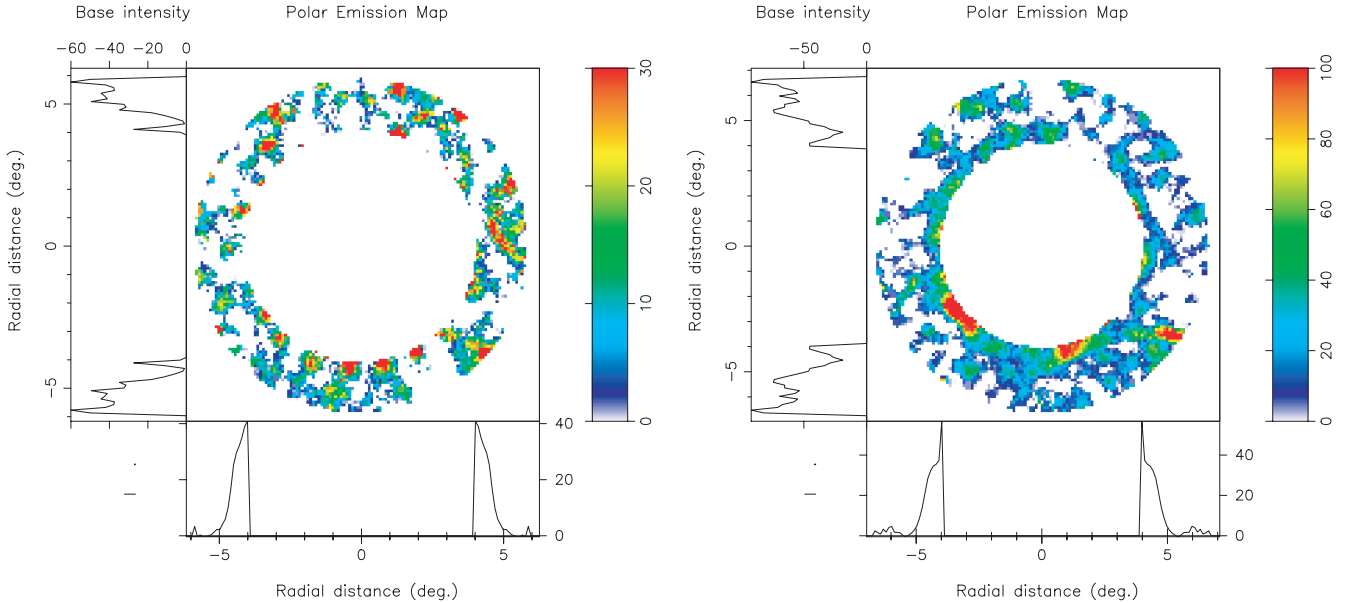 Base intensity
Polar Emission Map
−60 −40 −20 0
Radial distance (deg.)
5
0
−5
30
20
10
0
40
20
0
−5 0 5
Radial distance (deg.)
Base intensity
Polar Emission Map
−50 0
Radial distance (deg.)
5
0
−5
100
80
60
40
20
0
40
20
0
−5 0 5
Radial distance (deg.)